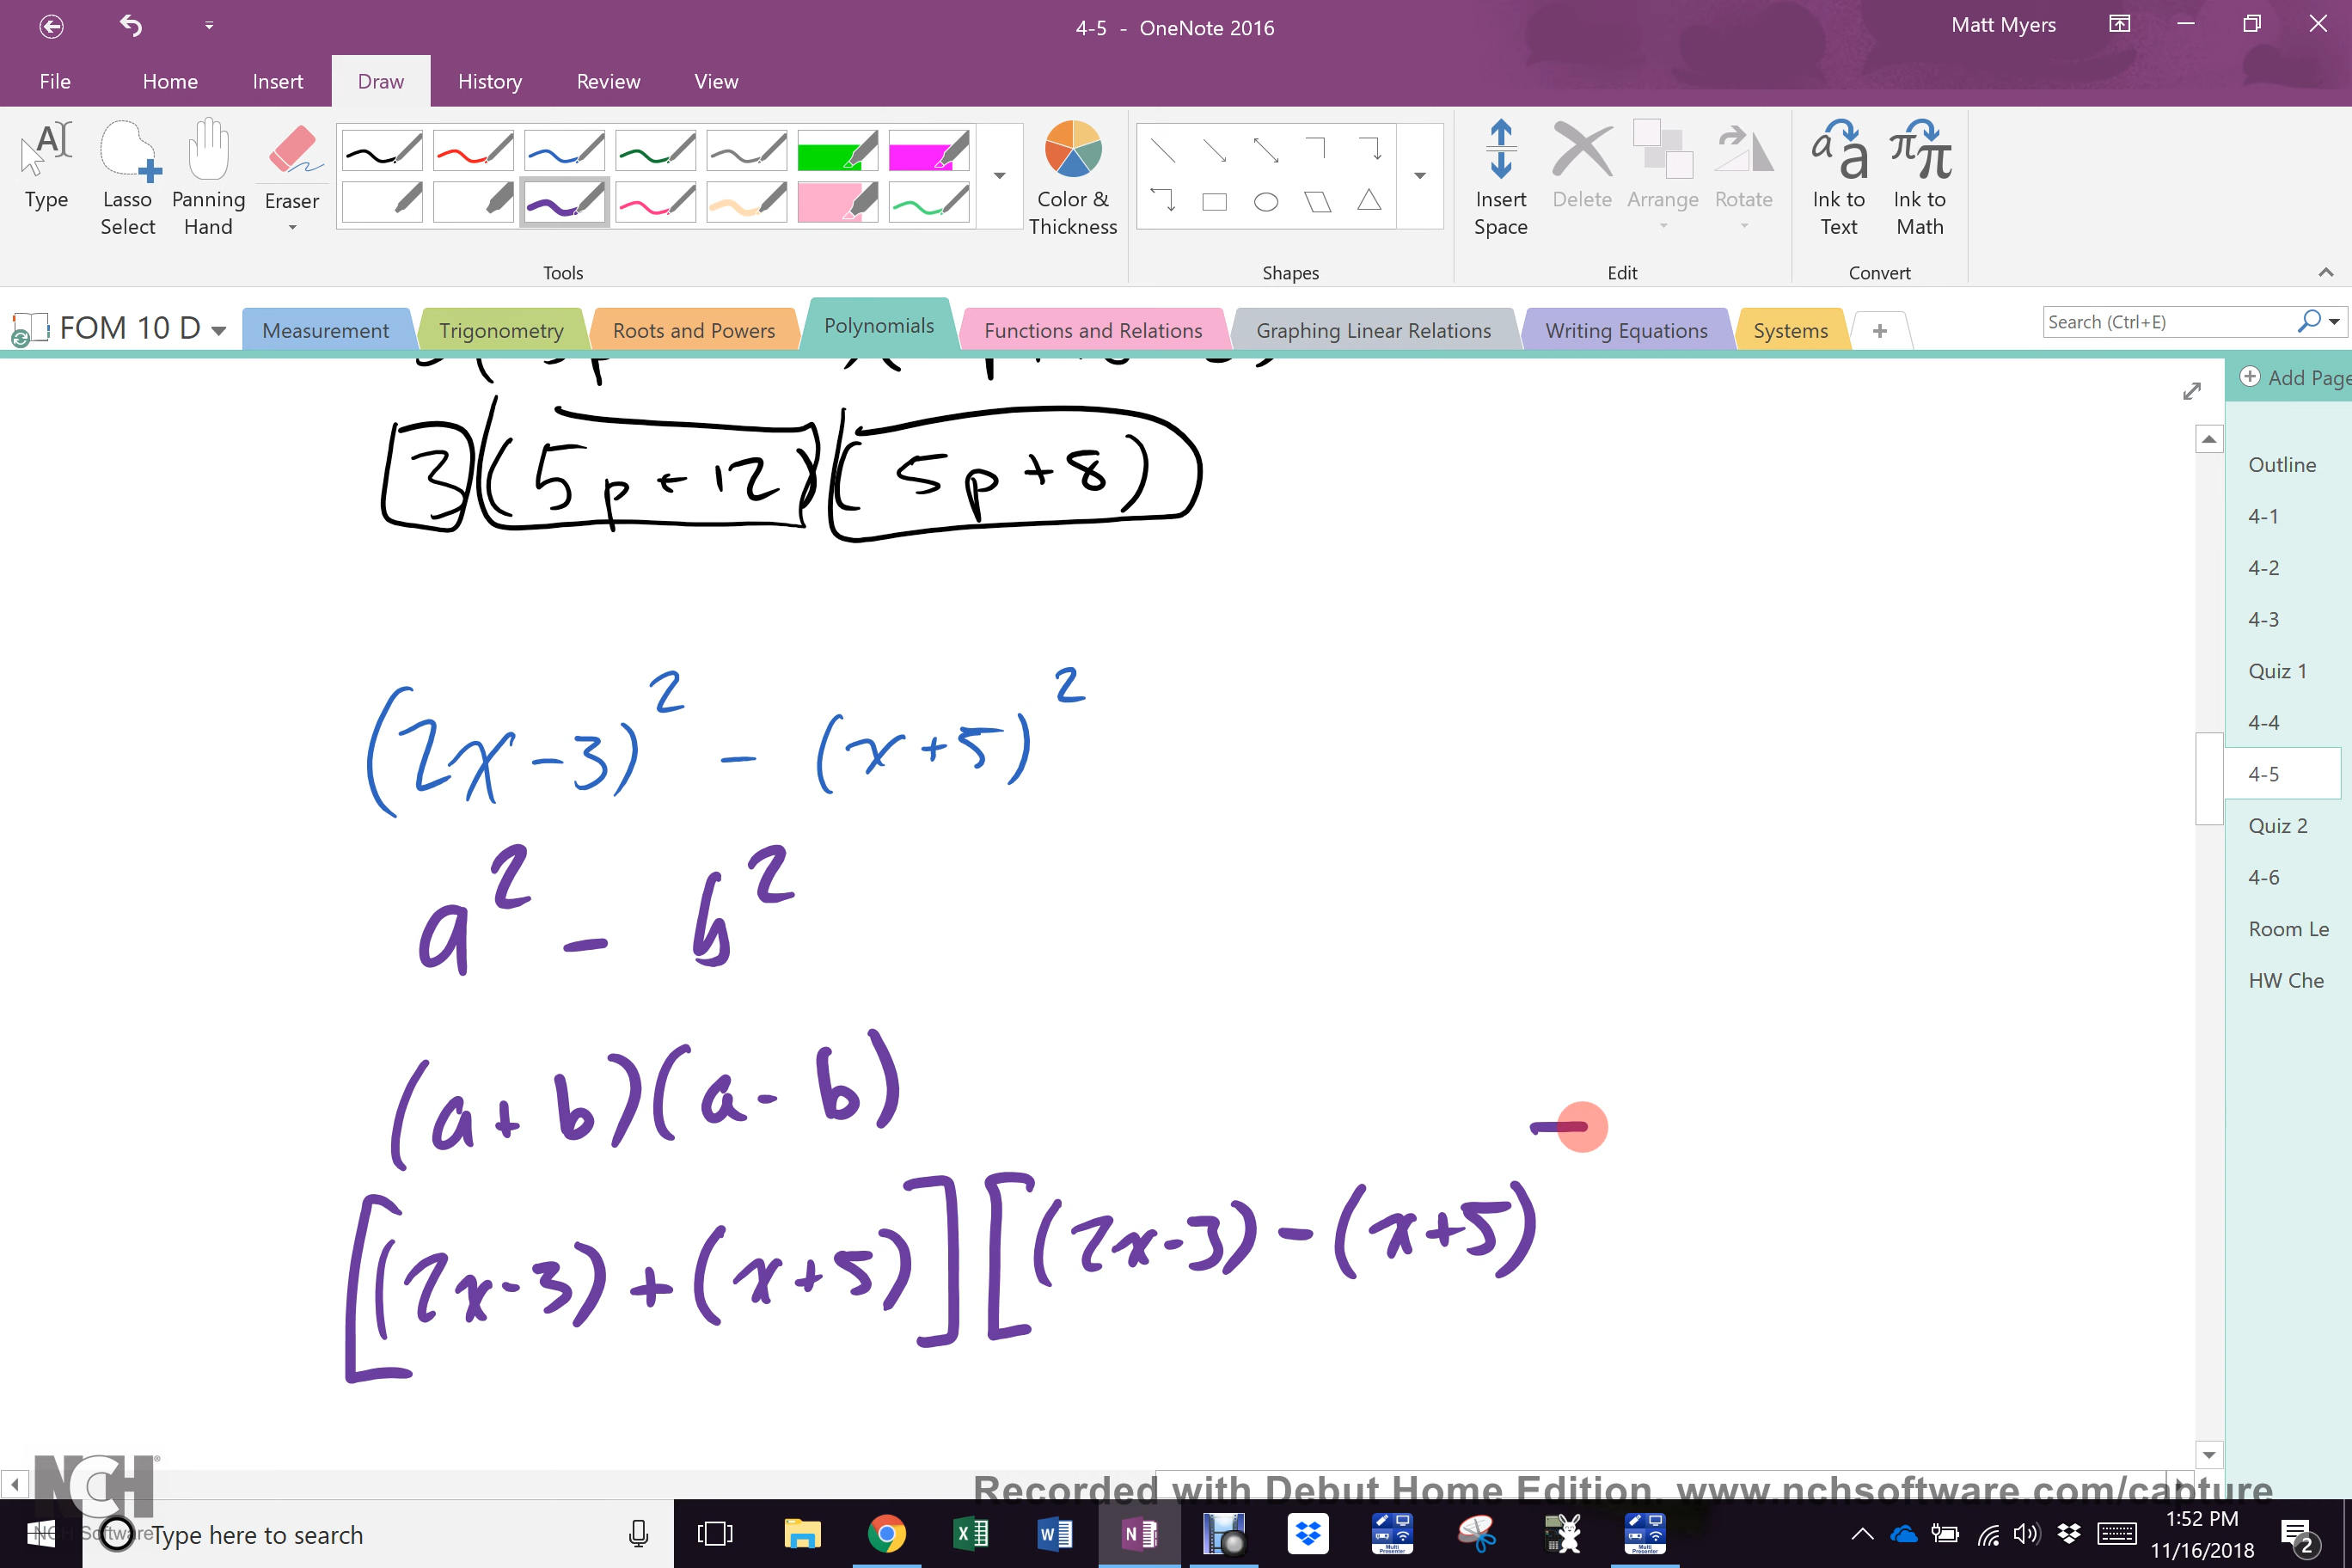 4-5 - OneNote 2016
Matt Myers
File Home Insert Draw History Review View
Type
Lasso Select
Panning Hand
Eraser
Color & Thickness
Insert Space
Delete
Arrange
Rotate
Ink to Text
Ink to Math
Tools
Shapes
Edit
Convert
FOM 10 D
Measurement
Trigonometry
Roots and Powers
Polynomials
Functions and Relations
Graphing Linear Relations
Writing Equations
Systems
+
Search (Ctrl+E)
Add Page
Outline
4-1
4-2
4-3
Quiz 1
4-4
4-5
Quiz 2
4-6
Room Le
HW Che
3(5p+12)(5p+8)
(2x-3)² - (x+5)²
a² - b²
(a+b)(a-b)
[(2x-3)+(x+5)][(2x-3)-(x+5)
NCH
NCH Software
Recorded with Debut Home Edition. www.nchsoftware.com/capture
Type here to search
1:52 PM
11/16/2018
2